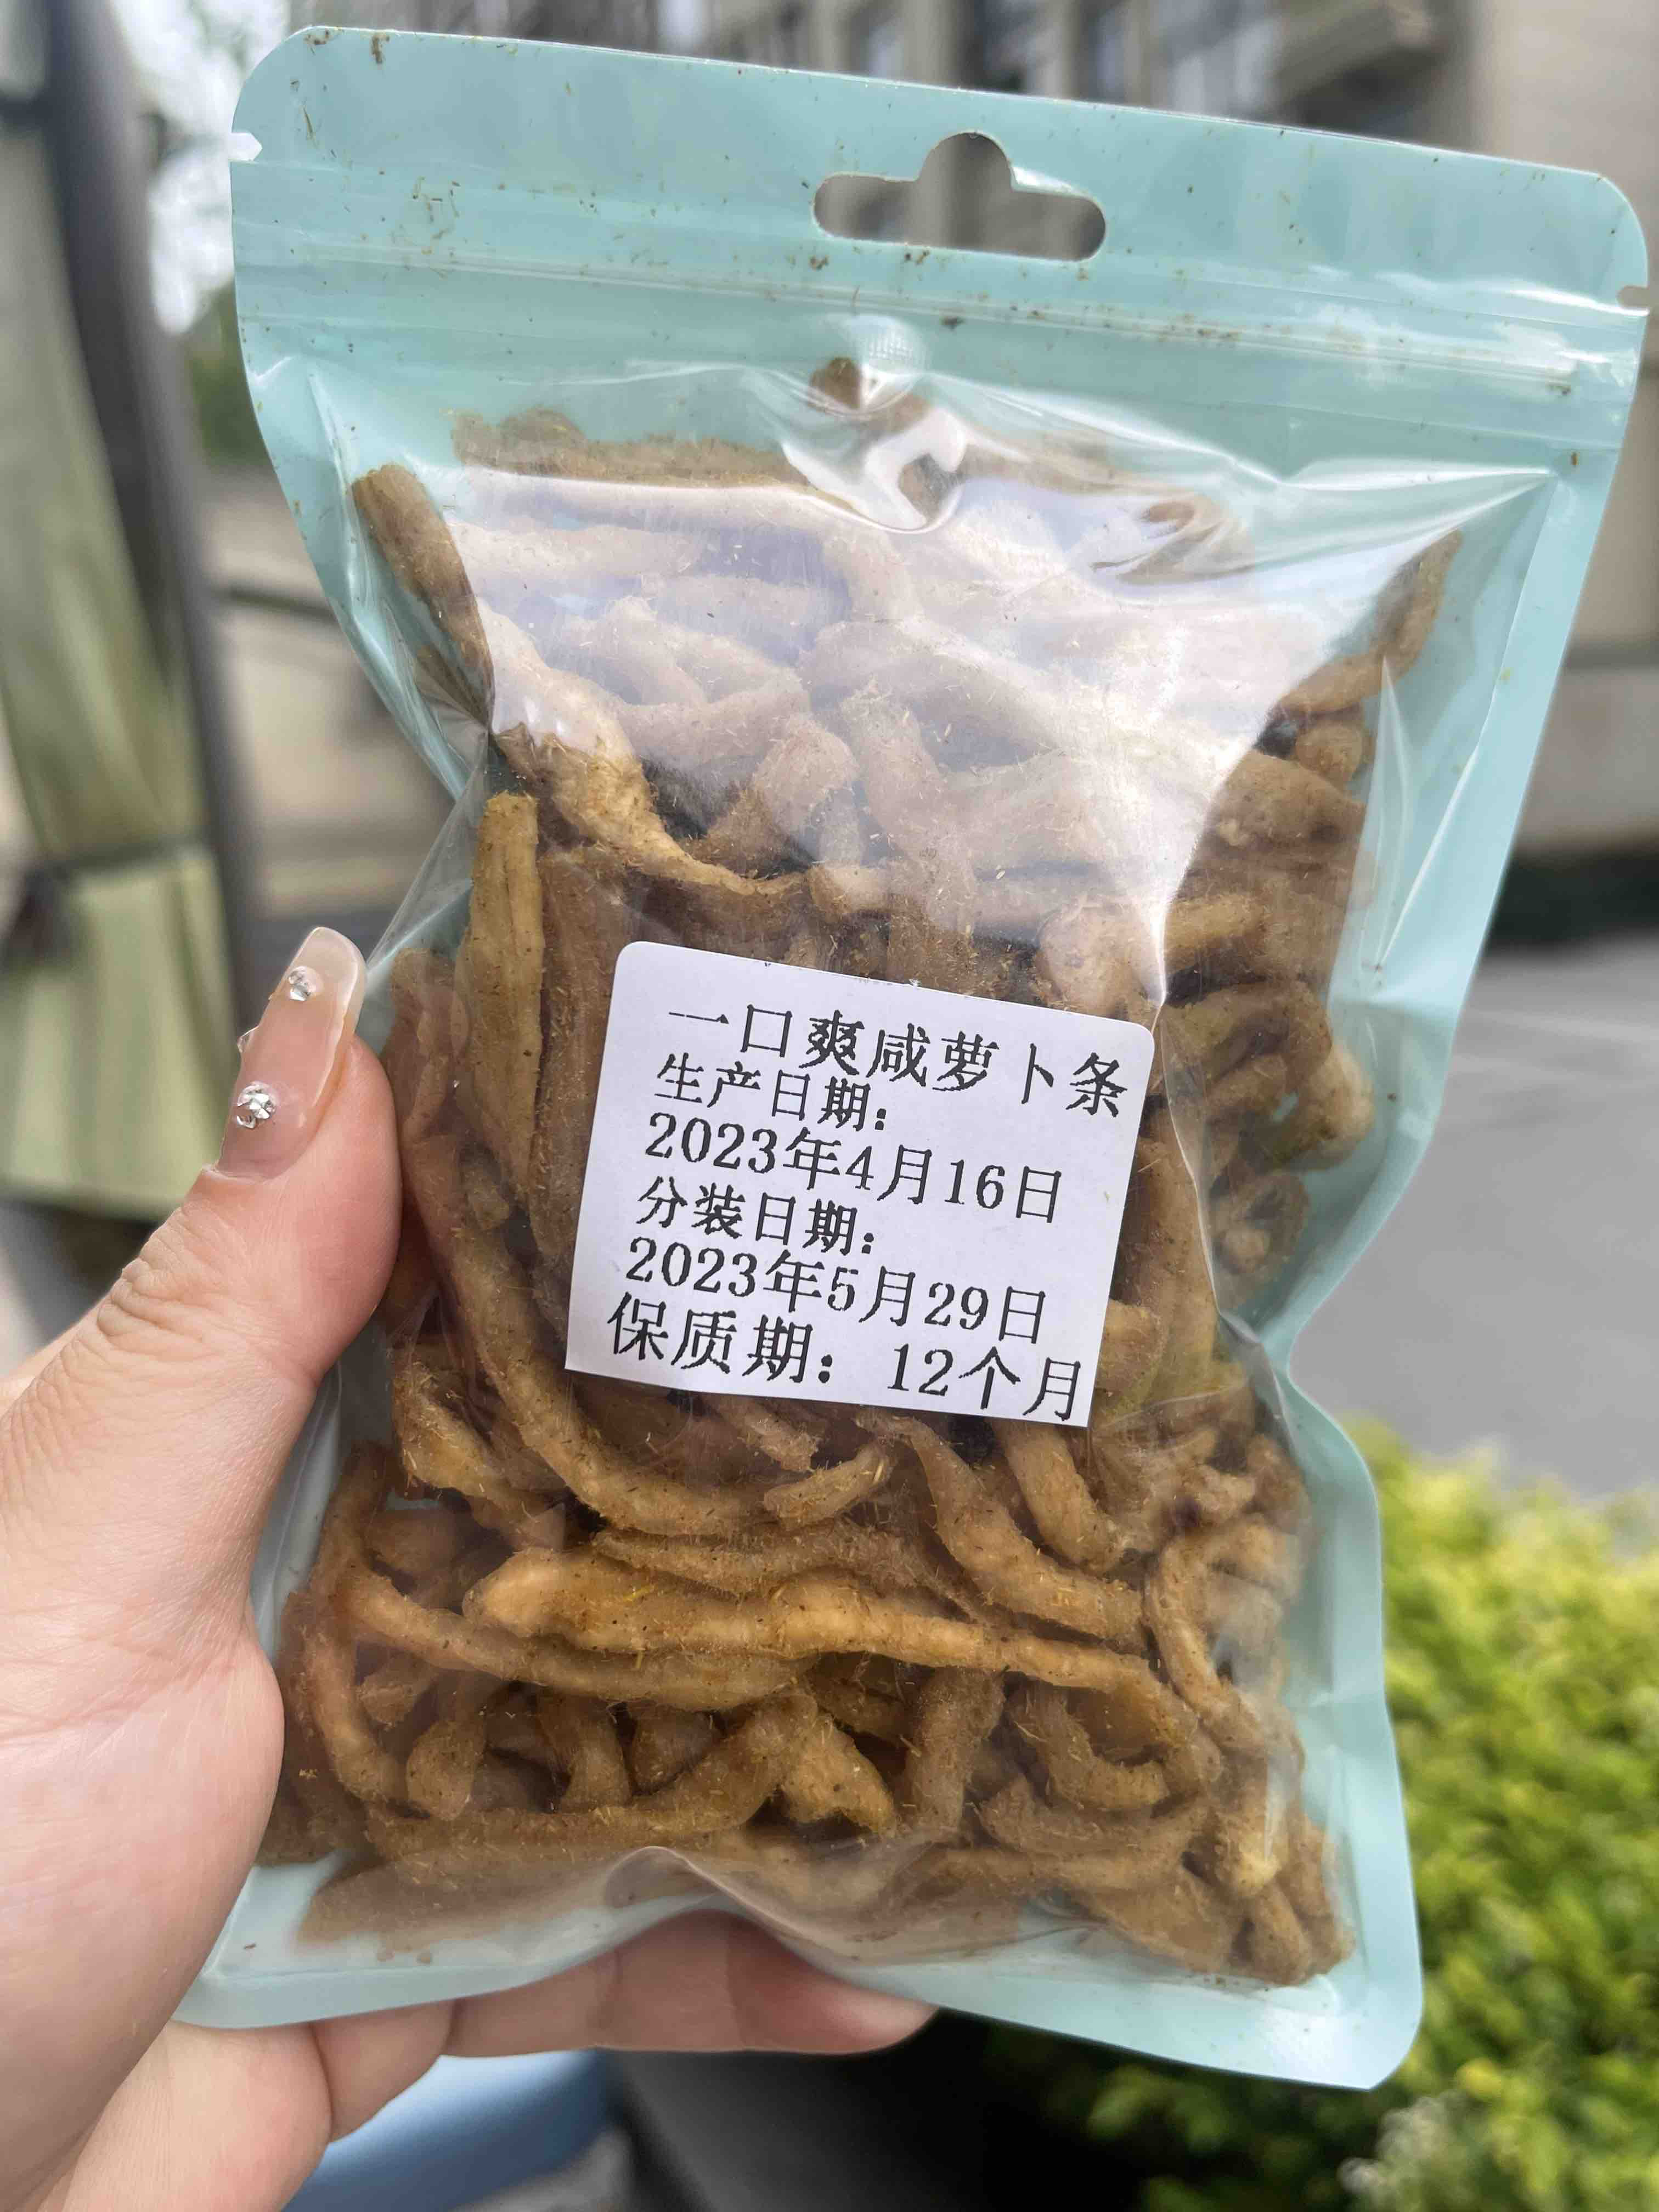 一口爽咸萝卜条
生产日期：
2023年4月16日
分装日期：
2023年5月29日
保质期：12个月